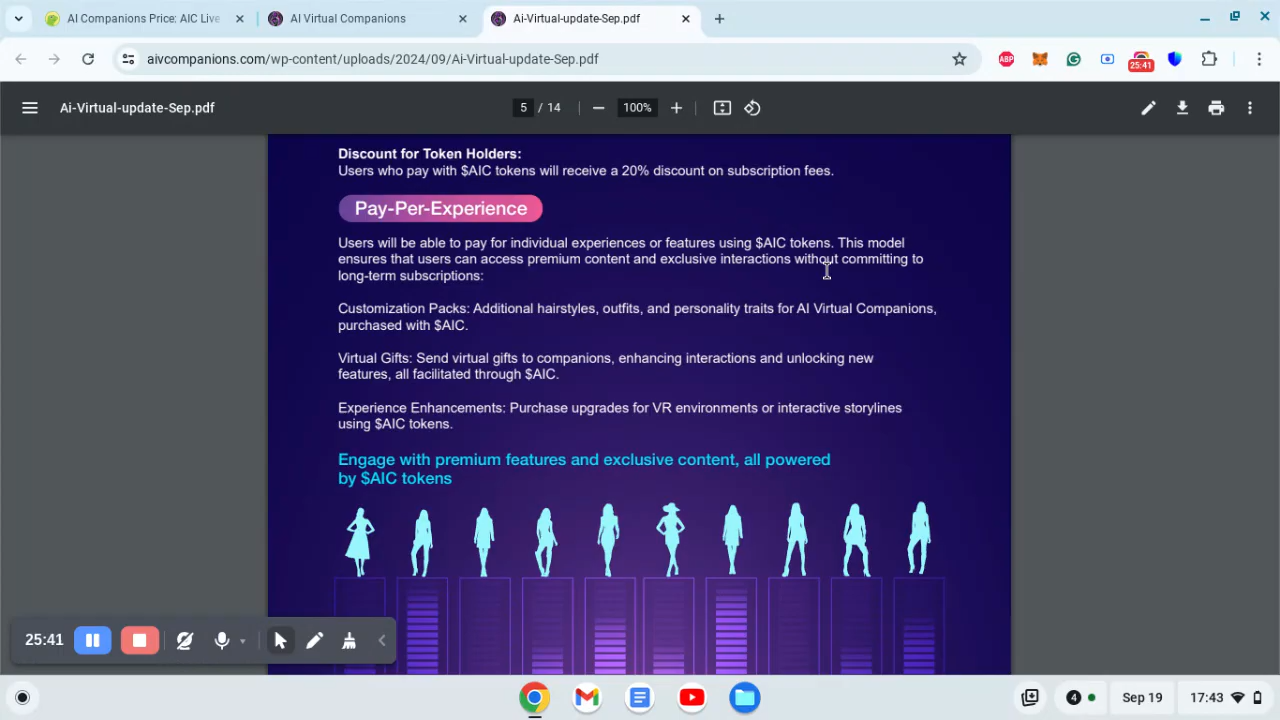 AI Companions Price: AIC Live
AI Virtual Companions
Ai-Virtual-update-Sep.pdf
aivcompanions.com/wp-content/uploads/2024/09/Ai-Virtual-update-Sep.pdf
ABP
25:41
Ai-Virtual-update-Sep.pdf
5 / 14
100%
Discount for Token Holders:
Users who pay with $AIC tokens will receive a 20% discount on subscription fees.
Pay-Per-Experience
Users will be able to pay for individual experiences or features using $AIC tokens. This model
ensures that users can access premium content and exclusive interactions without committing to
long-term subscriptions:
Customization Packs: Additional hairstyles, outfits, and personality traits for AI Virtual Companions,
purchased with $AIC.
Virtual Gifts: Send virtual gifts to companions, enhancing interactions and unlocking new
features, all facilitated through $AIC.
Experience Enhancements: Purchase upgrades for VR environments or interactive storylines
using $AIC tokens.
Engage with premium features and exclusive content, all powered
by $AIC tokens
25:41
4
Sep 19
17:43